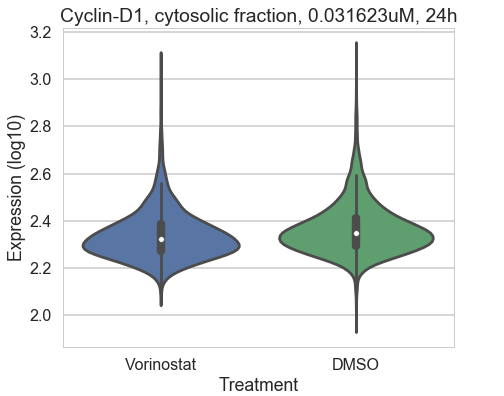 Cyclin-D1, cytosolic fraction, 0.031623uM, 24h
3.2
3.0
2.8
2.6
2.4
2.2
2.0
Expression (log10)
Vorinostat DMSO
Treatment